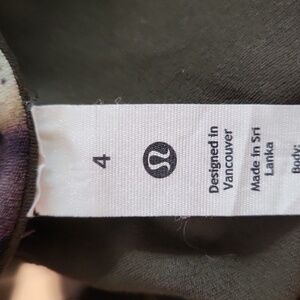 4
Designed in
Vancouver
Made in Sri
Lanka
Body: